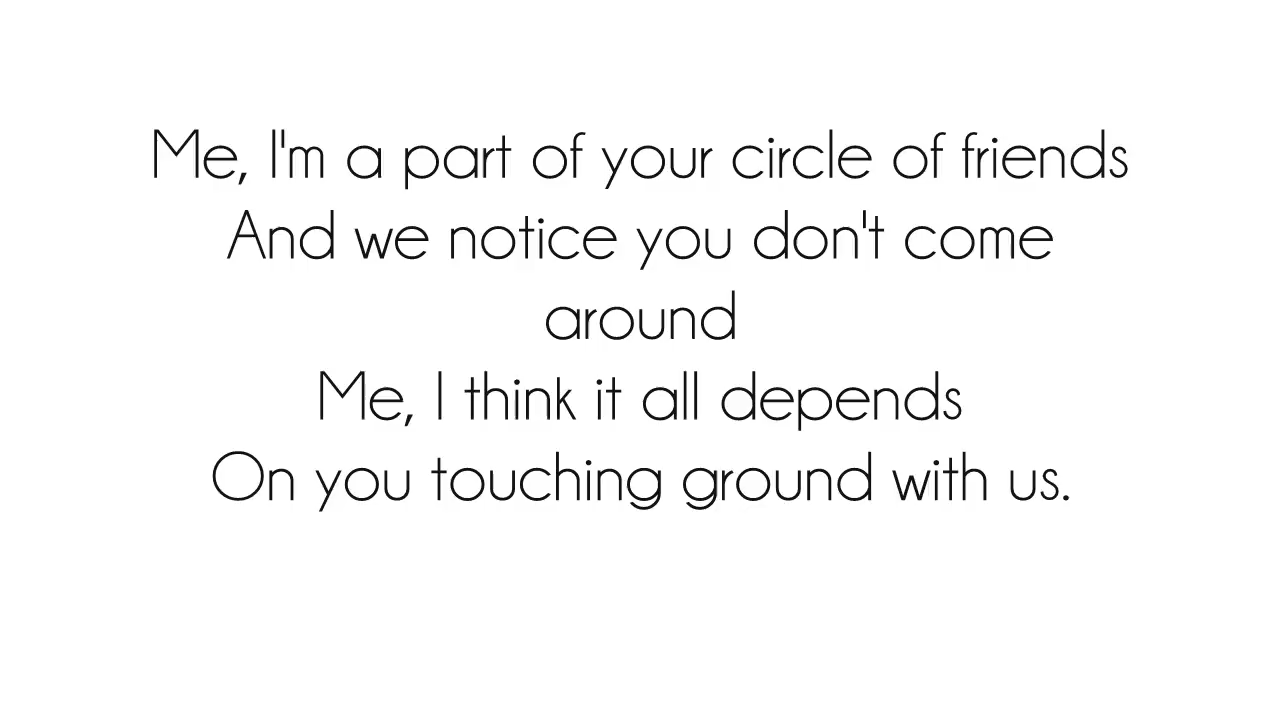 Me, I'm a part of your circle of friends
And we notice you don't come
around
Me, I think it all depends
On you touching ground with us.